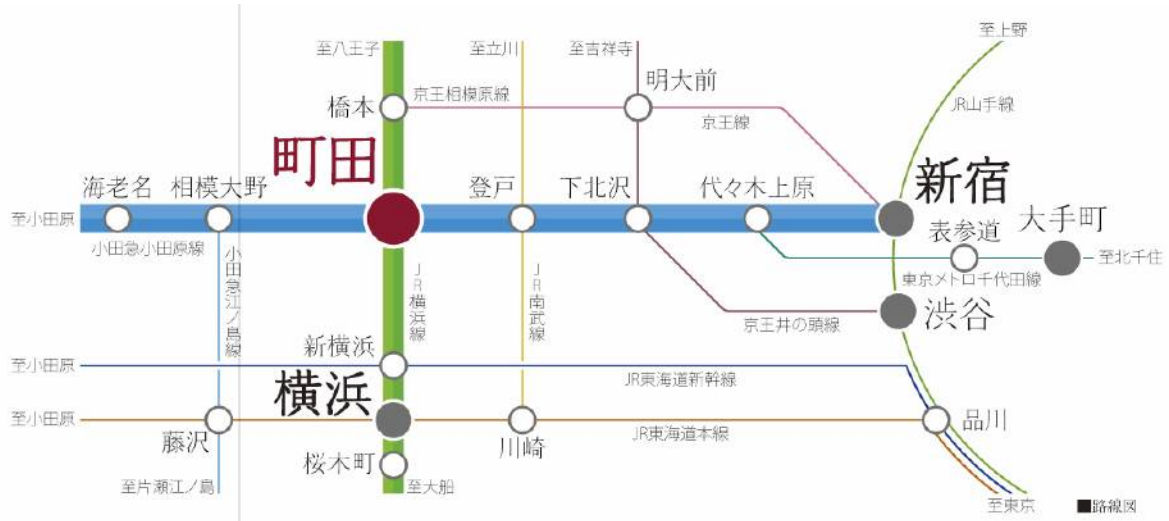 至上野
至八王子
至立川
至吉祥寺
明大前
京王相模原線
橋本
JR山手線
京王線
町田
新宿
海老名
相模大野
登戸
下北沢
代々木上原
大手町
至小田原
表参道
小田急小田原線
至北千住
東京メトロ千代田線
小田急江ノ島線
JR横浜線
JR南武線
京王井の頭線
渋谷
新横浜
至小田原
JR東海道新幹線
横浜
至小田原
藤沢
川崎
JR東海道本線
品川
桜木町
至片瀬江ノ島
至大船
至東京
■路線図